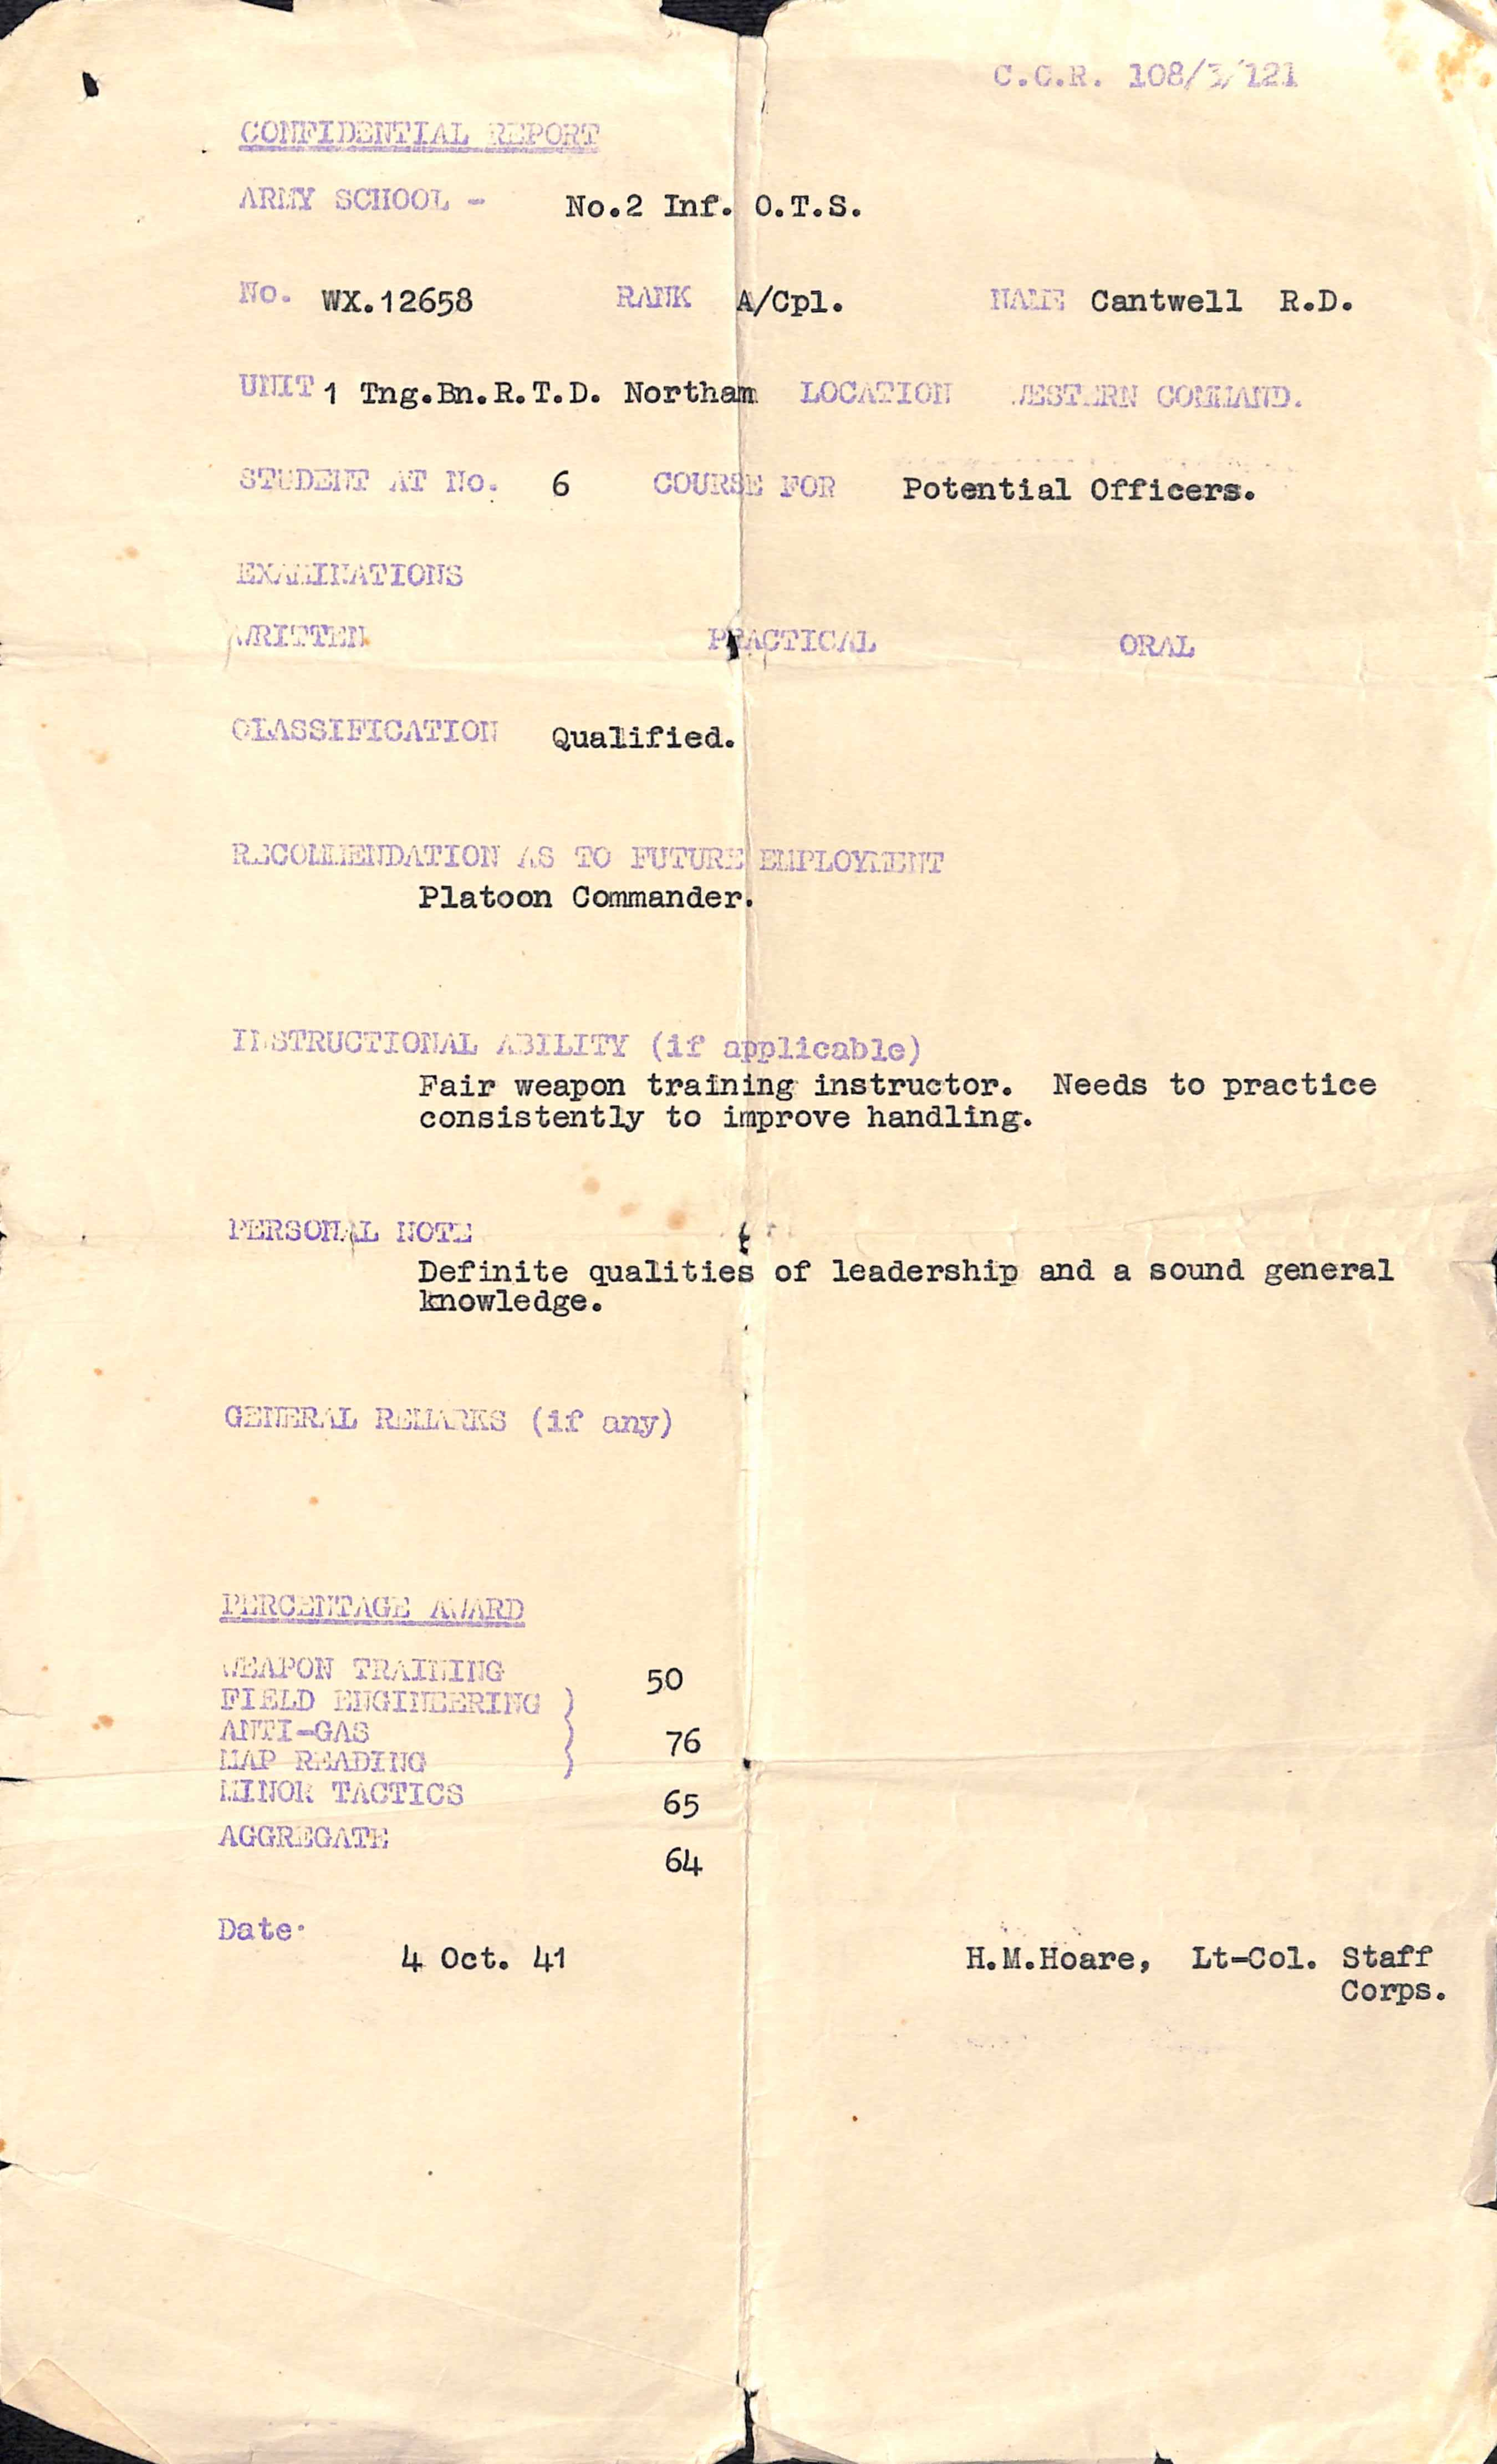 C.C.R. 108/3/121
CONFIDENTIAL REPORT
ARMY SCHOOL - No.2 Inf. O.T.S.
No. WX.12658 RANK A/Cpl. NAME Cantwell R.D.
UNIT 1 Tng.Bn.R.T.D. Northam LOCATION WESTERN COMMAND.
STUDENT AT No. 6 COURSE FOR Potential Officers.
EXAMINATIONS
WRITTEN PRACTICAL ORAL
CLASSIFICATION Qualified.
RECOMMENDATION AS TO FUTURE EMPLOYMENT
Platoon Commander.
INSTRUCTIONAL ABILITY (if applicable)
Fair weapon training instructor. Needs to practice
consistently to improve handling.
PERSONAL NOTE
Definite qualities of leadership and a sound general
knowledge.
GENERAL REMARKS (if any)
PERCENTAGE AWARD
WEAPON TRAINING 50
FIELD ENGINEERING )
ANTI-GAS ) 76
MAP READING )
MINOR TACTICS 65
AGGREGATE 64
Date.
4 Oct. 41 H.M.Hoare, Lt-Col. Staff
Corps.